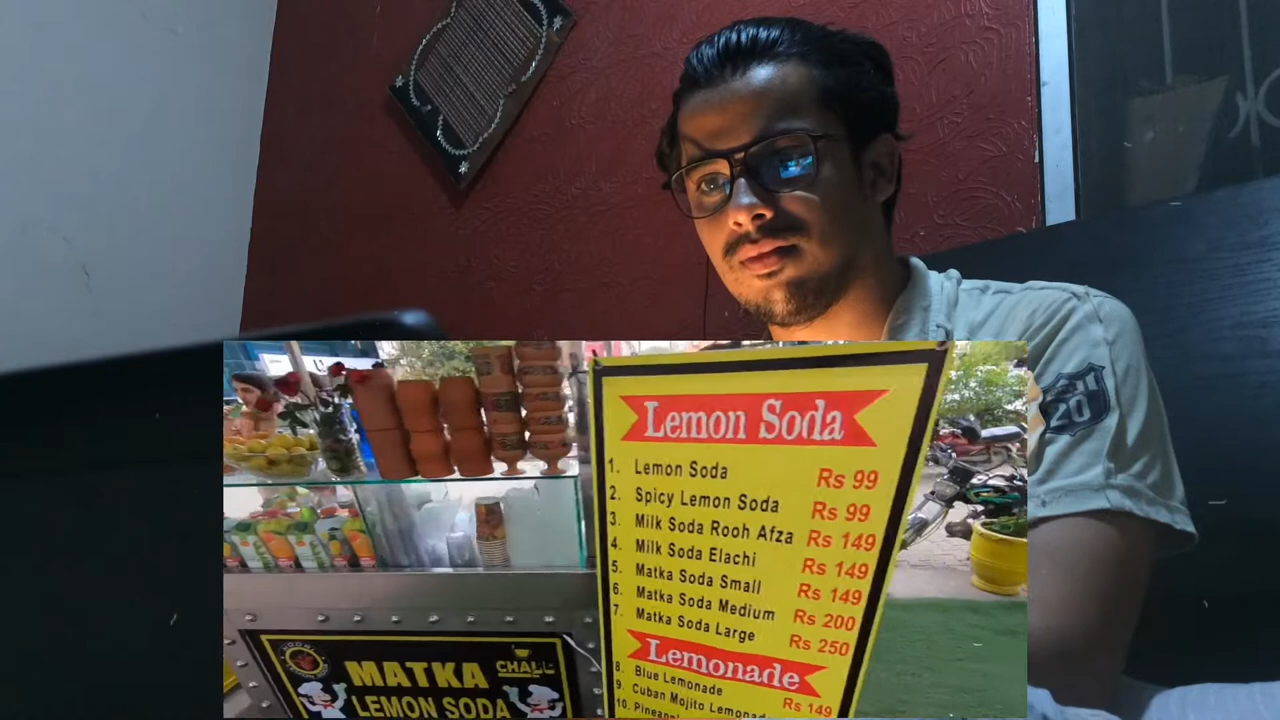 Lemon Soda
1. Lemon Soda Rs 99
2. Spicy Lemon Soda Rs 99
3. Milk Soda Rooh Afza Rs 149
4. Milk Soda Elachi Rs 149
5. Matka Soda Small Rs 149
6. Matka Soda Medium Rs 200
7. Matka Soda Large Rs 250
Lemonade
8. Blue Lemonade
9. Cuban Mojito Lemonad Rs 149
10. Pineapp
MATKA
LEMON SODA
20